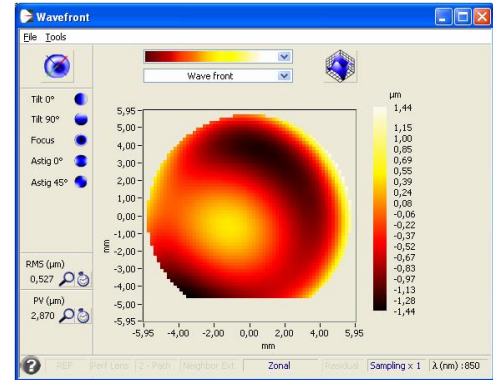 Wavefront
File Tools
Wave front
Tilt 0°
Tilt 90°
Focus
Astig 0°
Astig 45°
RMS (µm)
0,527
PV (µm)
2,870
5,95
5,00
4,00
3,00
2,00
1,00
0,00
-1,00
-2,00
-3,00
-4,00
-5,00
-5,95
mm
-5,95 -4,00 -2,00 0,00 2,00 4,00 5,95
mm
µm
1,44
1,15
1,00
0,85
0,69
0,55
0,39
0,24
0,08
-0,06
-0,22
-0,37
-0,52
-0,67
-0,83
-0,97
-1,13
-1,28
-1,44
REF Perf Lens 2 - Path Neighbor Ext. Zonal Residual Sampling x 1 λ (nm) :850